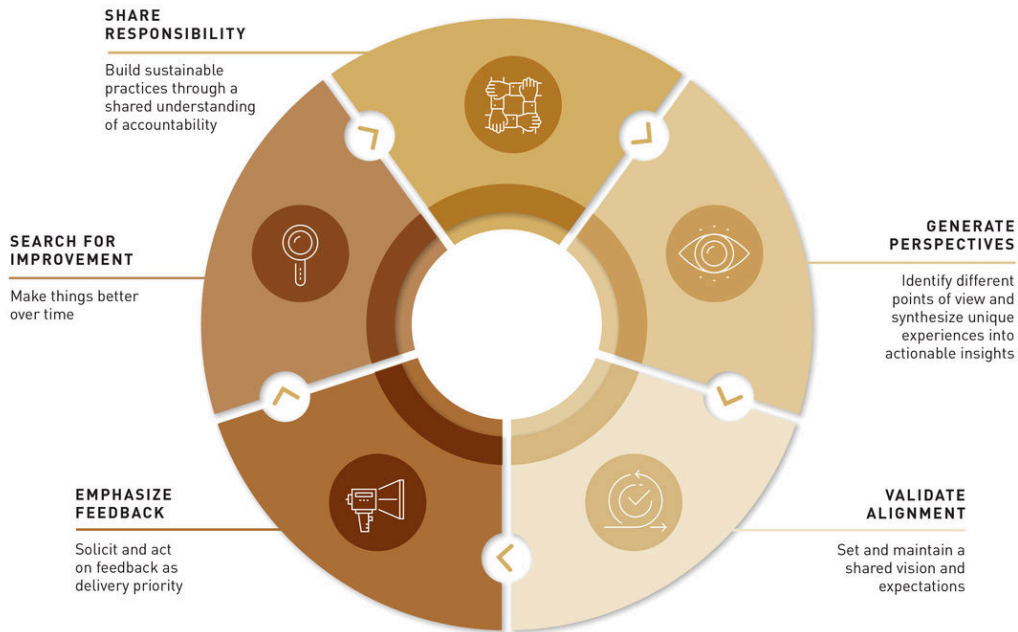 SHARE
RESPONSIBILITY
Build sustainable
practices through a
shared understanding
of accountability
GENERATE
PERSPECTIVES
Identify different
points of view and
synthesize unique
experiences into
actionable insights
VALIDATE
ALIGNMENT
Set and maintain a
shared vision and
expectations
EMPHASIZE
FEEDBACK
Solicit and act
on feedback as
delivery priority
SEARCH FOR
IMPROVEMENT
Make things better
over time